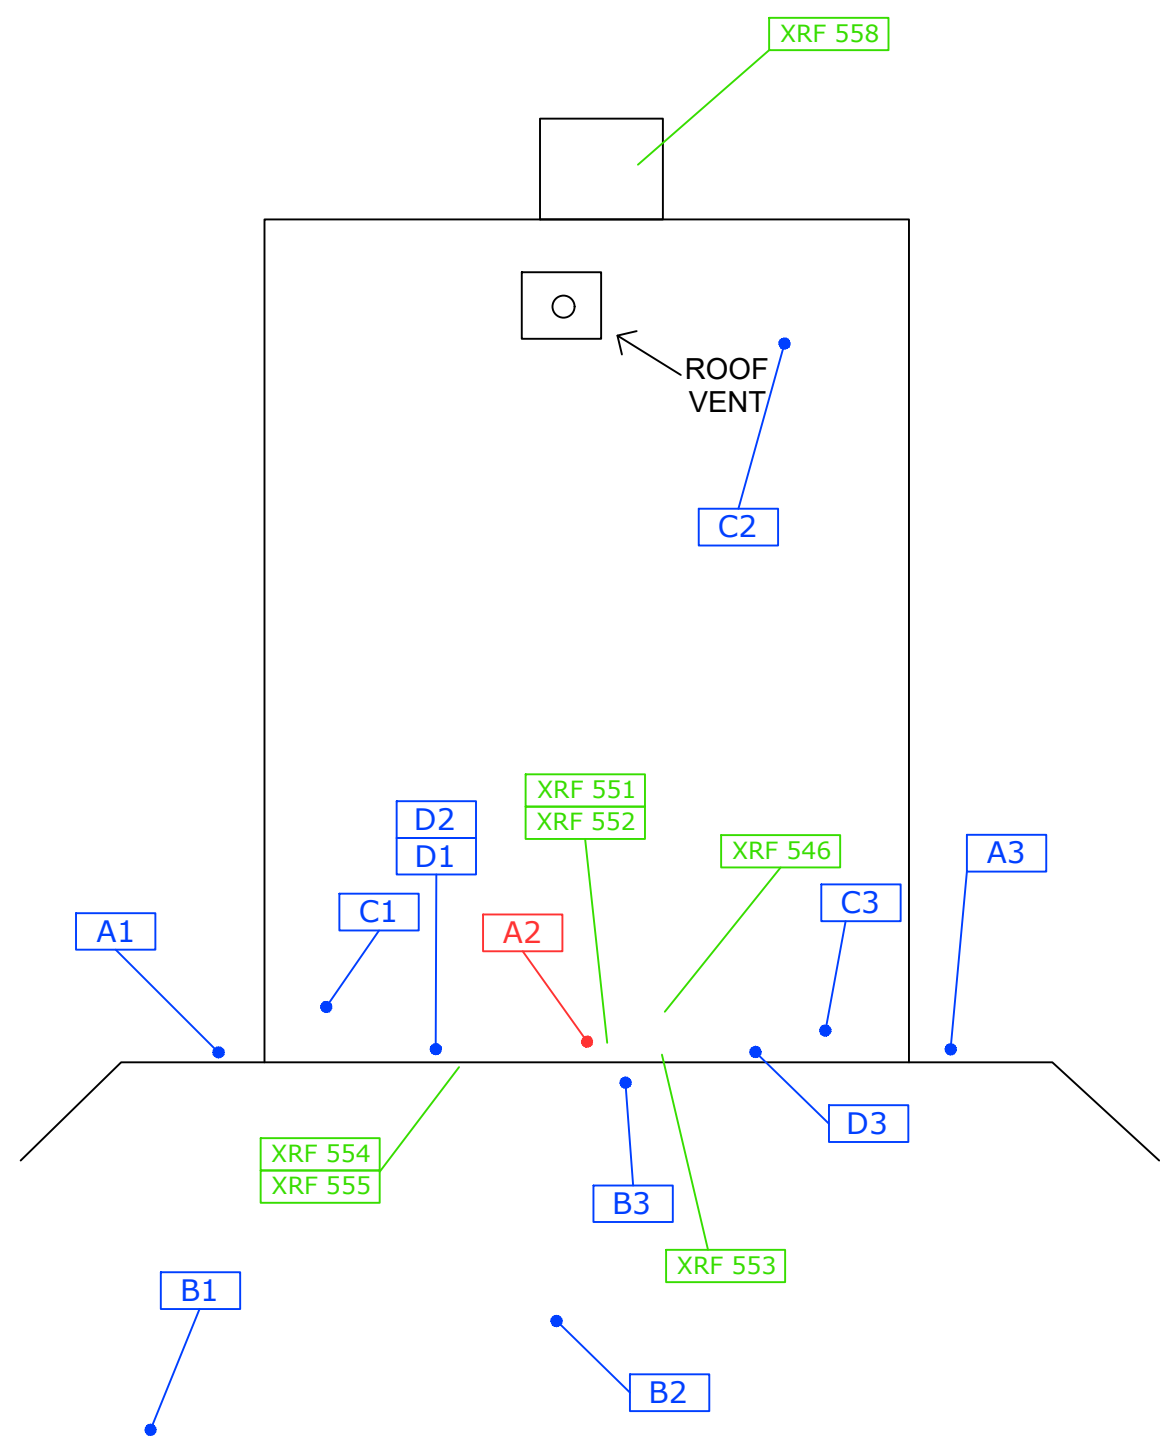 XRF 558
ROOF
VENT
C2
XRF 551
XRF 552
D2
D1
XRF 546
A3
C1
C3
A1
A2
D3
XRF 554
XRF 555
B3
XRF 553
B1
B2